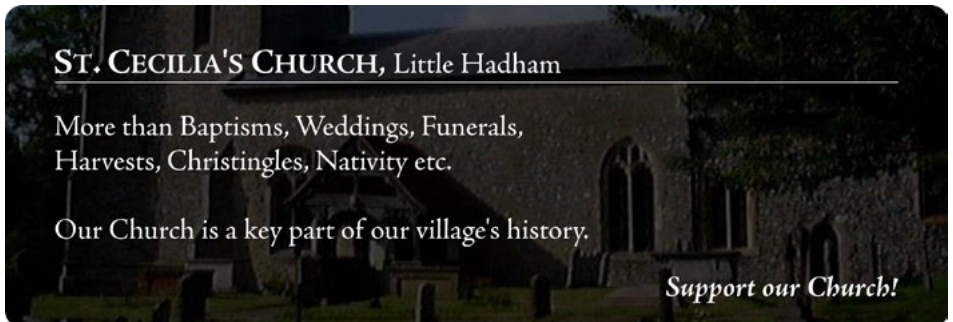 ST. CECILIA'S CHURCH, Little Hadham
More than Baptisms, Weddings, Funerals,
Harvests, Christingles, Nativity etc.
Our Church is a key part of our village's history.
Support our Church!